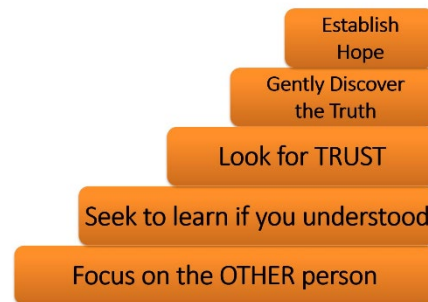 Establish
Hope
Gently Discover
the Truth
Look for TRUST
Seek to learn if you understood
Focus on the OTHER person